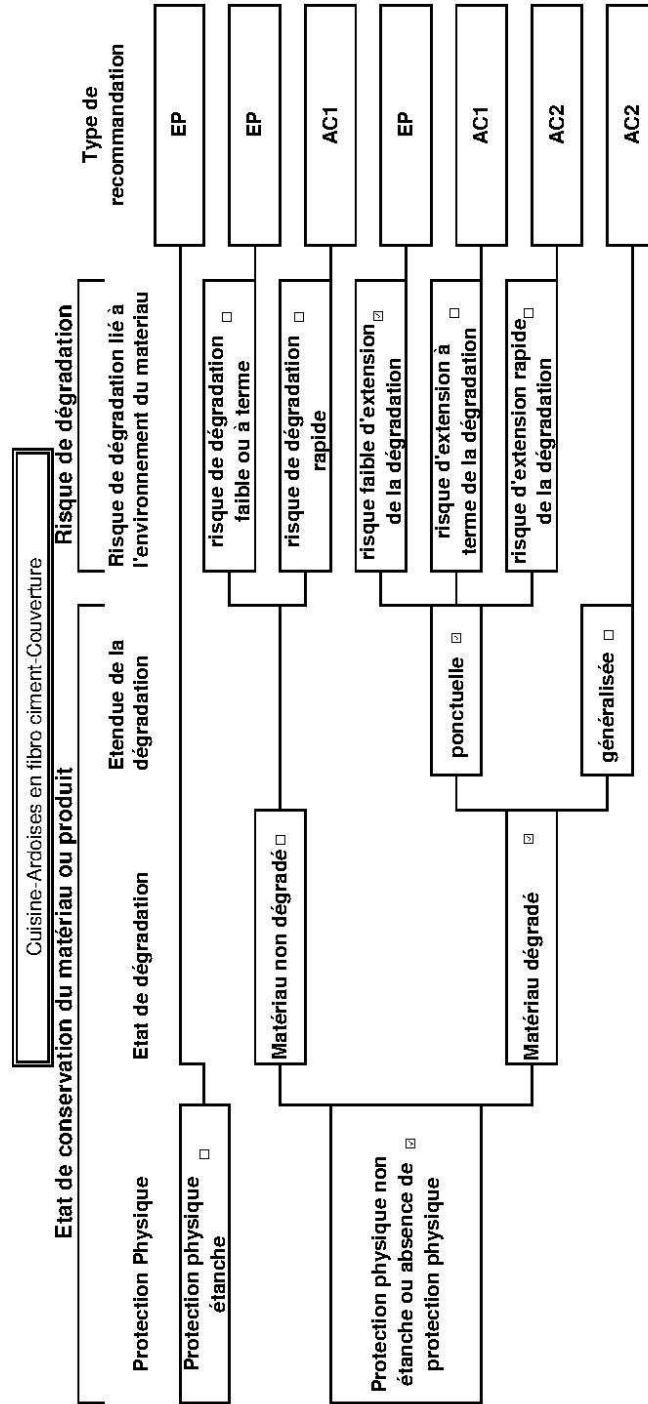 Cuisine-Ardoises en fibro ciment-Couverture
Etat de conservation du matériau ou produit
Risque de dégradation
Protection Physique
Etat de dégradation
Etendue de la
dégradation
Risque de dégradation lié à
l'environnement du materiau
Type de
recommandation
Protection physique
étanche
☐
EP
risque de dégradation
faible ou à terme
☐
EP
Matériau non dégradé ☐
risque de dégradation
rapide
☐
AC1
Protection physique non
étanche ou absence de
protection physique
☑
risque faible d'extension
de la dégradation
☑
EP
ponctuelle ☑
risque d'extension à
terme de la dégradation
☐
AC1
Matériau dégradé ☑
risque d'extension rapide
de la dégradation
☐
AC2
généralisée ☐
AC2